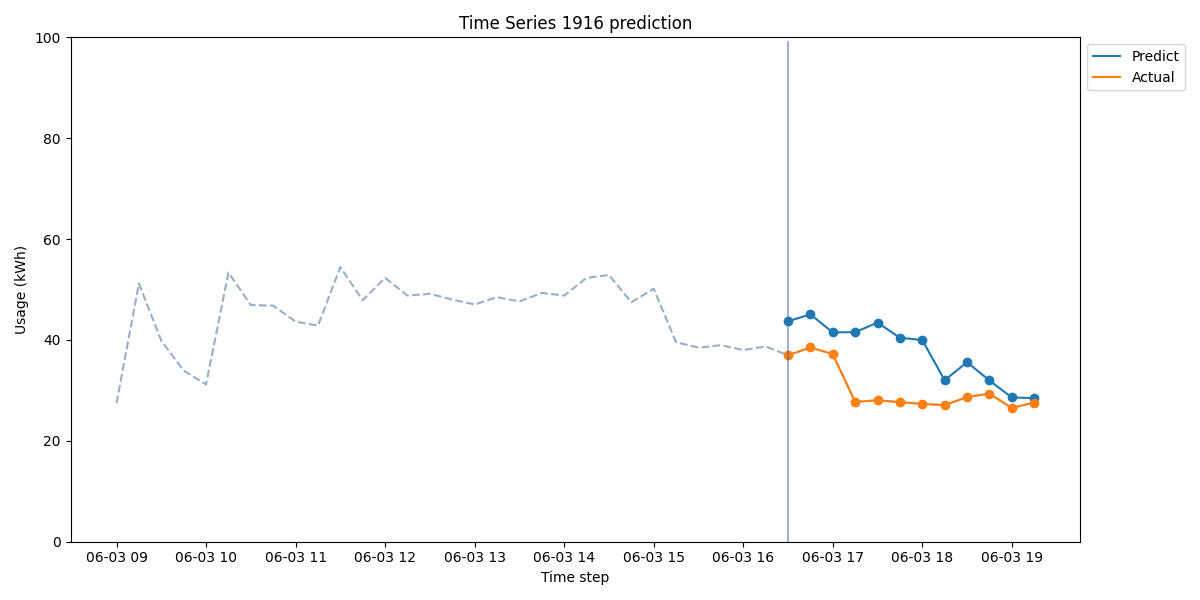 Time Series 1916 prediction
100
80
60
40
20
0
Usage (kWh)
06-03 09 06-03 10 06-03 11 06-03 12 06-03 13 06-03 14 06-03 15 06-03 16 06-03 17 06-03 18 06-03 19
Time step
Predict
Actual